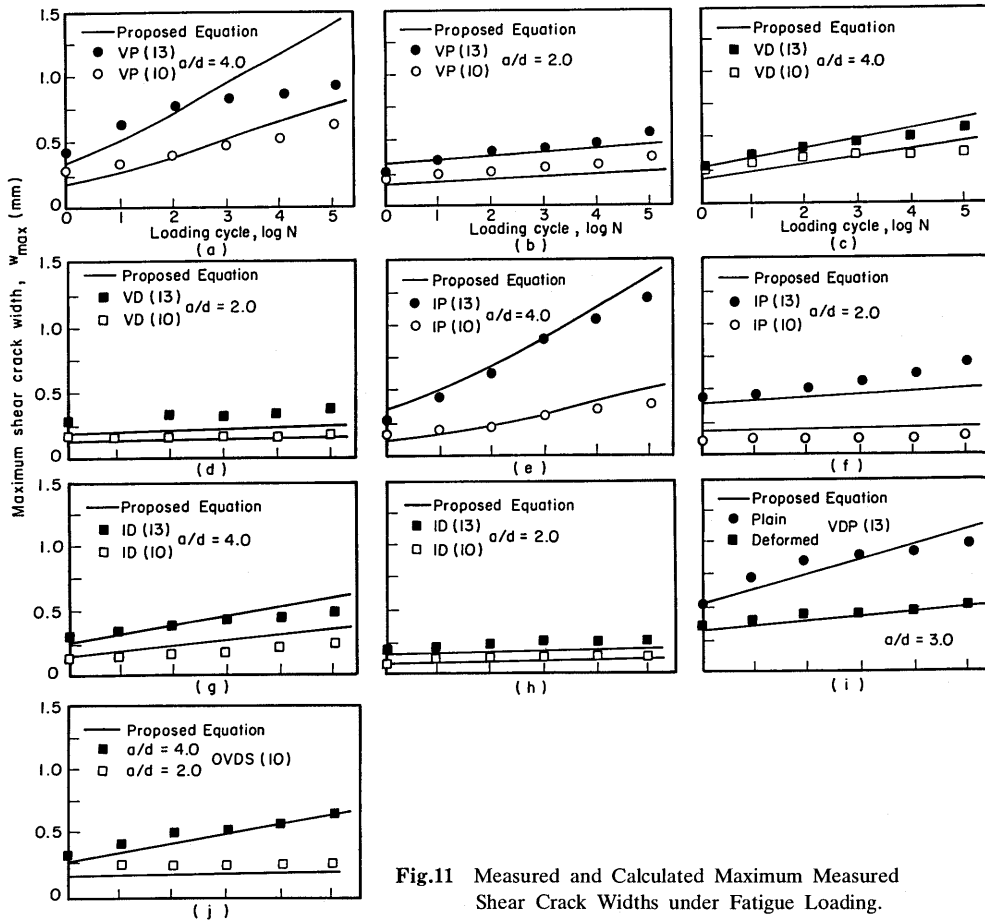 Maximum shear crack width, wmax (mm)
1.5
1.0
0.5
0
Proposed Equation
VP (13)
VP (10)
a/d = 4.0
0 1 2 3 4 5
Loading cycle, log N
(a)
Proposed Equation
VP (13)
VP (10)
a/d = 2.0
0 1 2 3 4 5
Loading cycle, log N
(b)
Proposed Equation
VD (13)
VD (10)
a/d = 4.0
0 1 2 3 4 5
Loading cycle, log N
(c)
1.5
1.0
0.5
0
Proposed Equation
VD (13)
VD (10)
a/d = 2.0
(d)
Proposed Equation
IP (13)
IP (10)
a/d = 4.0
(e)
Proposed Equation
IP (13)
IP (10)
a/d = 2.0
(f)
1.5
1.0
0.5
0
Proposed Equation
ID (13)
ID (10)
a/d = 4.0
(g)
Proposed Equation
ID (13)
ID (10)
a/d = 2.0
(h)
Proposed Equation
Plain
Deformed
VDP (13)
a/d = 3.0
(i)
1.5
1.0
0.5
0
Proposed Equation
a/d = 4.0
a/d = 2.0
OVDS (10)
(j)
Fig.11 Measured and Calculated Maximum Measured
Shear Crack Widths under Fatigue Loading.